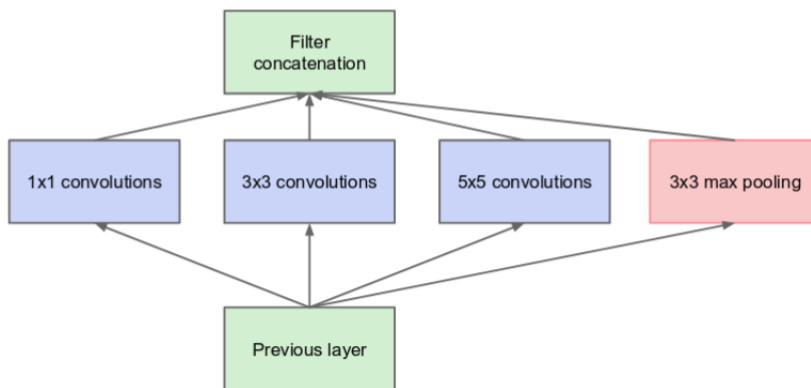 Filter
concatenation
1x1 convolutions
3x3 convolutions
5x5 convolutions
3x3 max pooling
Previous layer